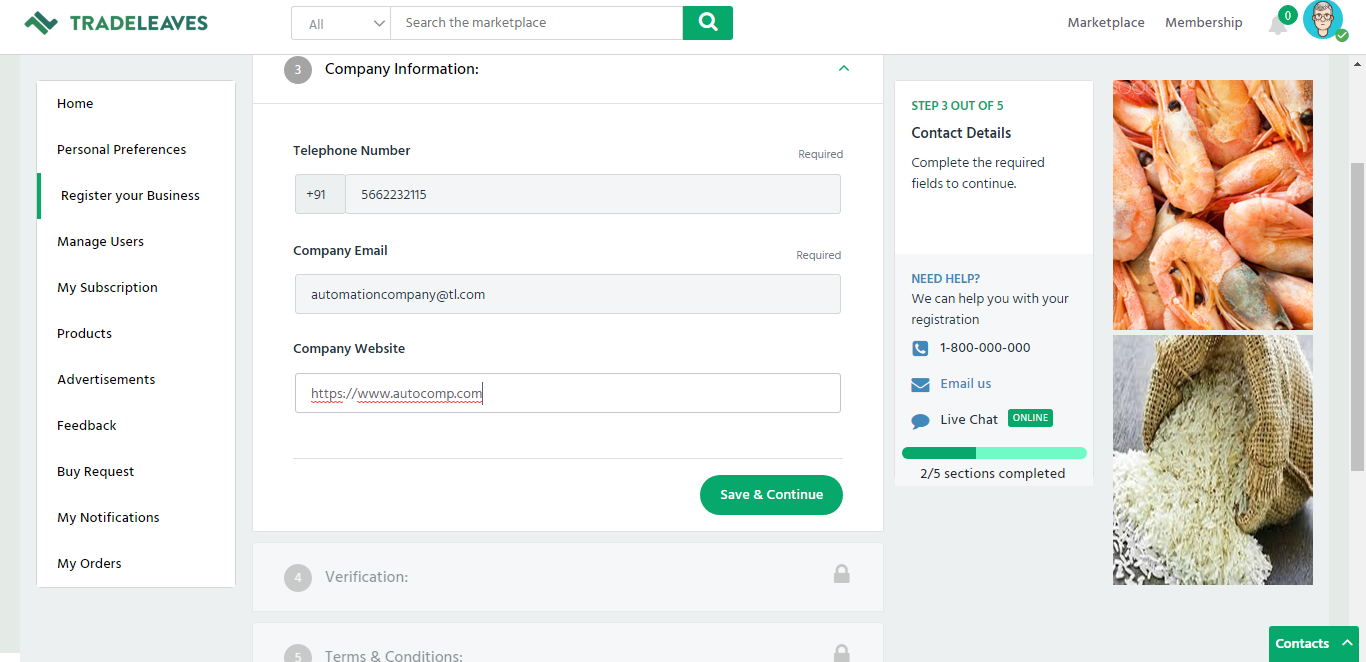 TRADELEAVES
All
Search the marketplace
Marketplace
Membership
0
Home
Personal Preferences
Register your Business
Manage Users
My Subscription
Products
Advertisements
Feedback
Buy Request
My Notifications
My Orders
3 Company Information:
Telephone Number
Required
+91 5662232115
Company Email
Required
automationcompany@tl.com
Company Website
https://www.autocomp.com
Save & Continue
4 Verification:
5 Terms & Conditions:
STEP 3 OUT OF 5
Contact Details
Complete the required
fields to continue.
NEED HELP?
We can help you with your
registration
1-800-000-000
Email us
Live Chat ONLINE
2/5 sections completed
Contacts